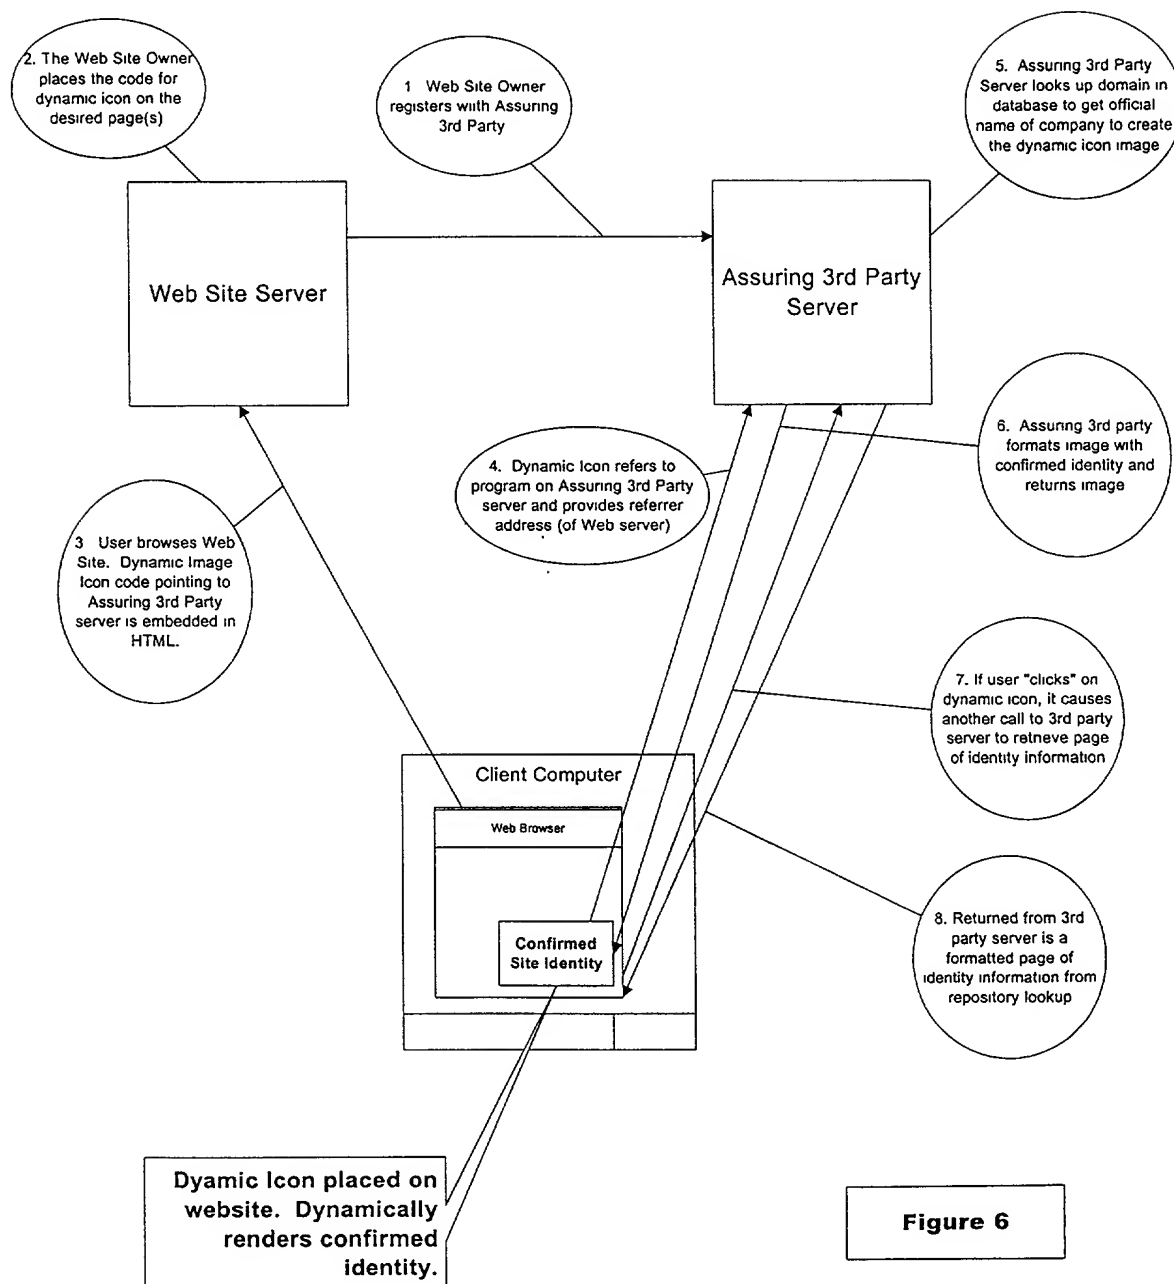 2. The Web Site Owner
places the code for
dynamic icon on the
desired page(s)
1 Web Site Owner
registers with Assuring
3rd Party
5. Assuring 3rd Party
Server looks up domain in
database to get official
name of company to create
the dynamic icon image
Web Site Server
Assuring 3rd Party
Server
6. Assuring 3rd party
formats image with
confirmed identity and
returns image
4. Dynamic Icon refers to
program on Assuring 3rd Party
server and provides referrer
address (of Web server)
3 User browses Web
Site. Dynamic Image
Icon code pointing to
Assuring 3rd Party
server is embedded in
HTML.
7. If user "clicks" on
dynamic icon, it causes
another call to 3rd party
server to retrieve page
of identity information
Client Computer
Web Browser
Confirmed
Site Identity
8. Returned from 3rd
party server is a
formatted page of
identity information from
repository lookup
Dyamic Icon placed on
website. Dynamically
renders confirmed
identity.
Figure 6